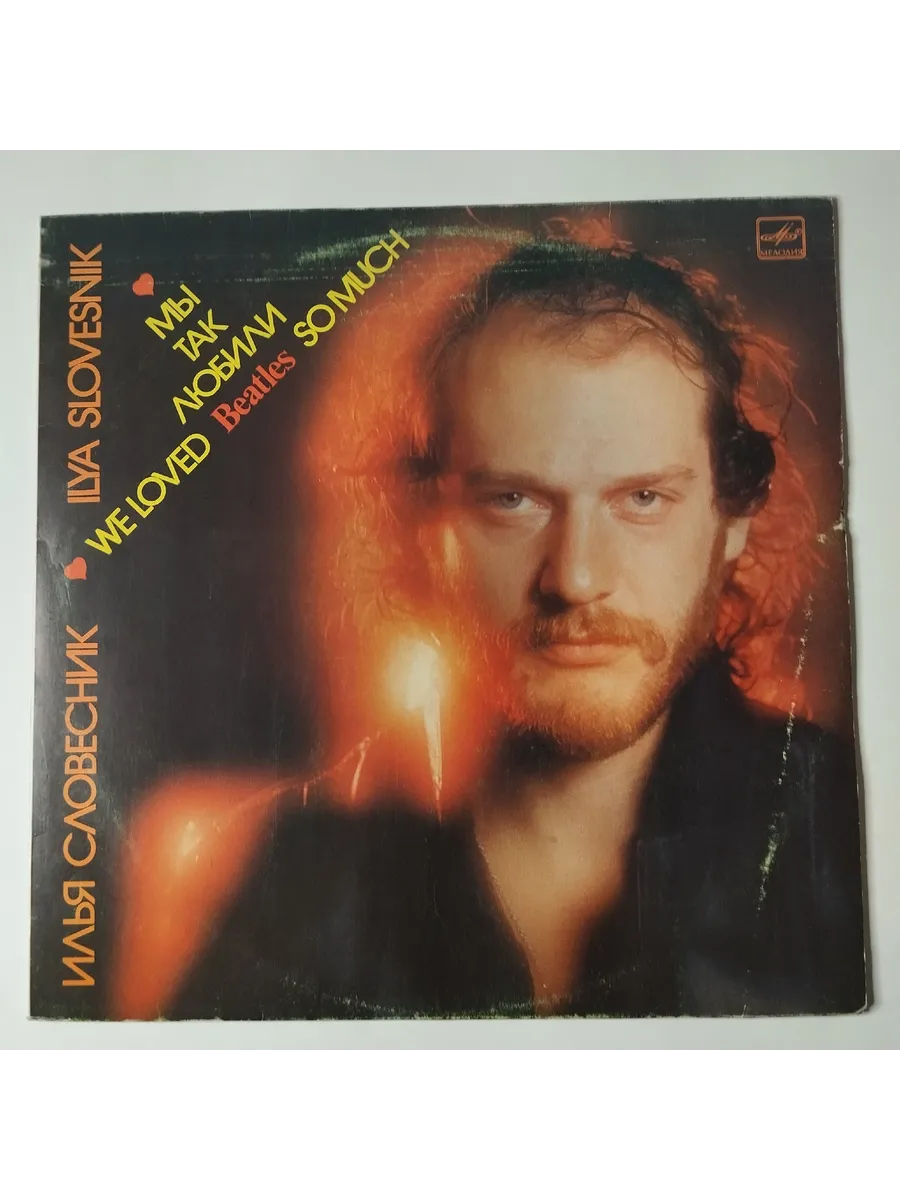 ИЛЬЯ СЛОВЕСНИК
ILYA SLOVESNIK
МЫ
ТАК
ЛЮБИЛИ
WE LOVED Beatles SO MUCH
МЕЛОДИЯ